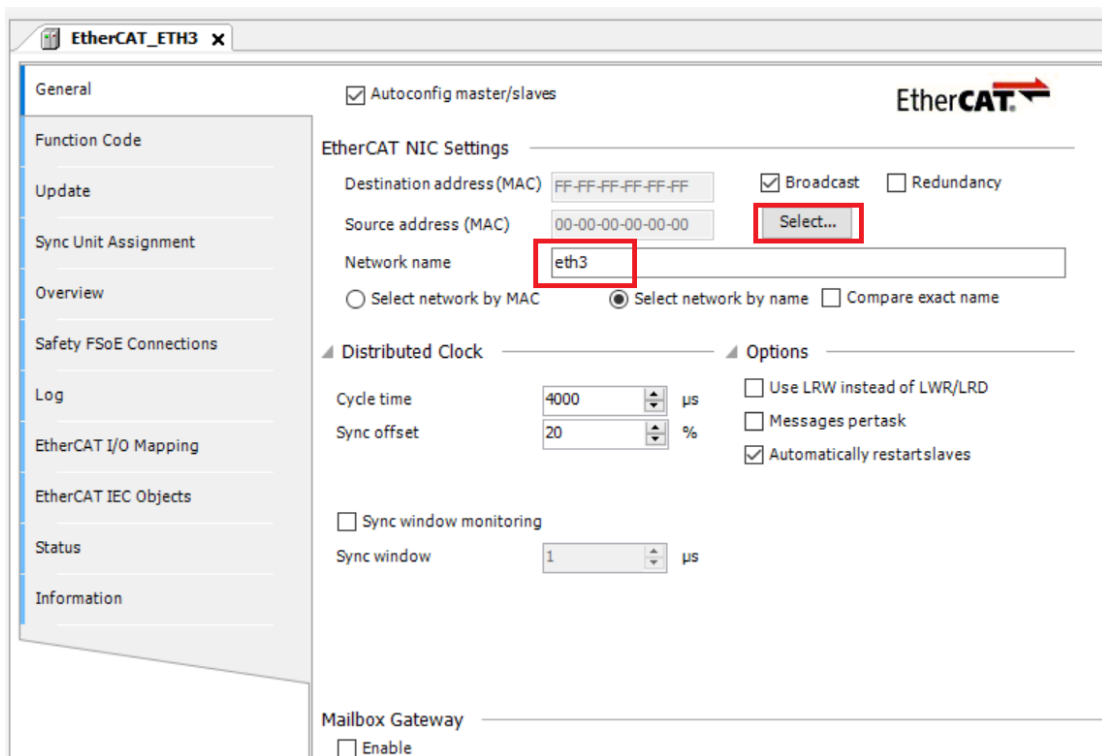 EtherCAT_ETH3 x
General
Function Code
Update
Sync Unit Assignment
Overview
Safety FSoE Connections
Log
EtherCAT I/O Mapping
EtherCAT IEC Objects
Status
Information
Autoconfig master/slaves
EtherCAT®
EtherCAT NIC Settings
Destination address (MAC) FF-FF-FF-FF-FF-FF Broadcast Redundancy
Source address (MAC) 00-00-00-00-00-00 Select...
Network name eth3
Select network by MAC Select network by name Compare exact name
Distributed Clock
Cycle time 4000 µs
Sync offset 20 %
Sync window monitoring
Sync window 1 µs
Options
Use LRW instead of LWR/LRD
Messages pertask
Automatically restartslaves
Mailbox Gateway
Enable